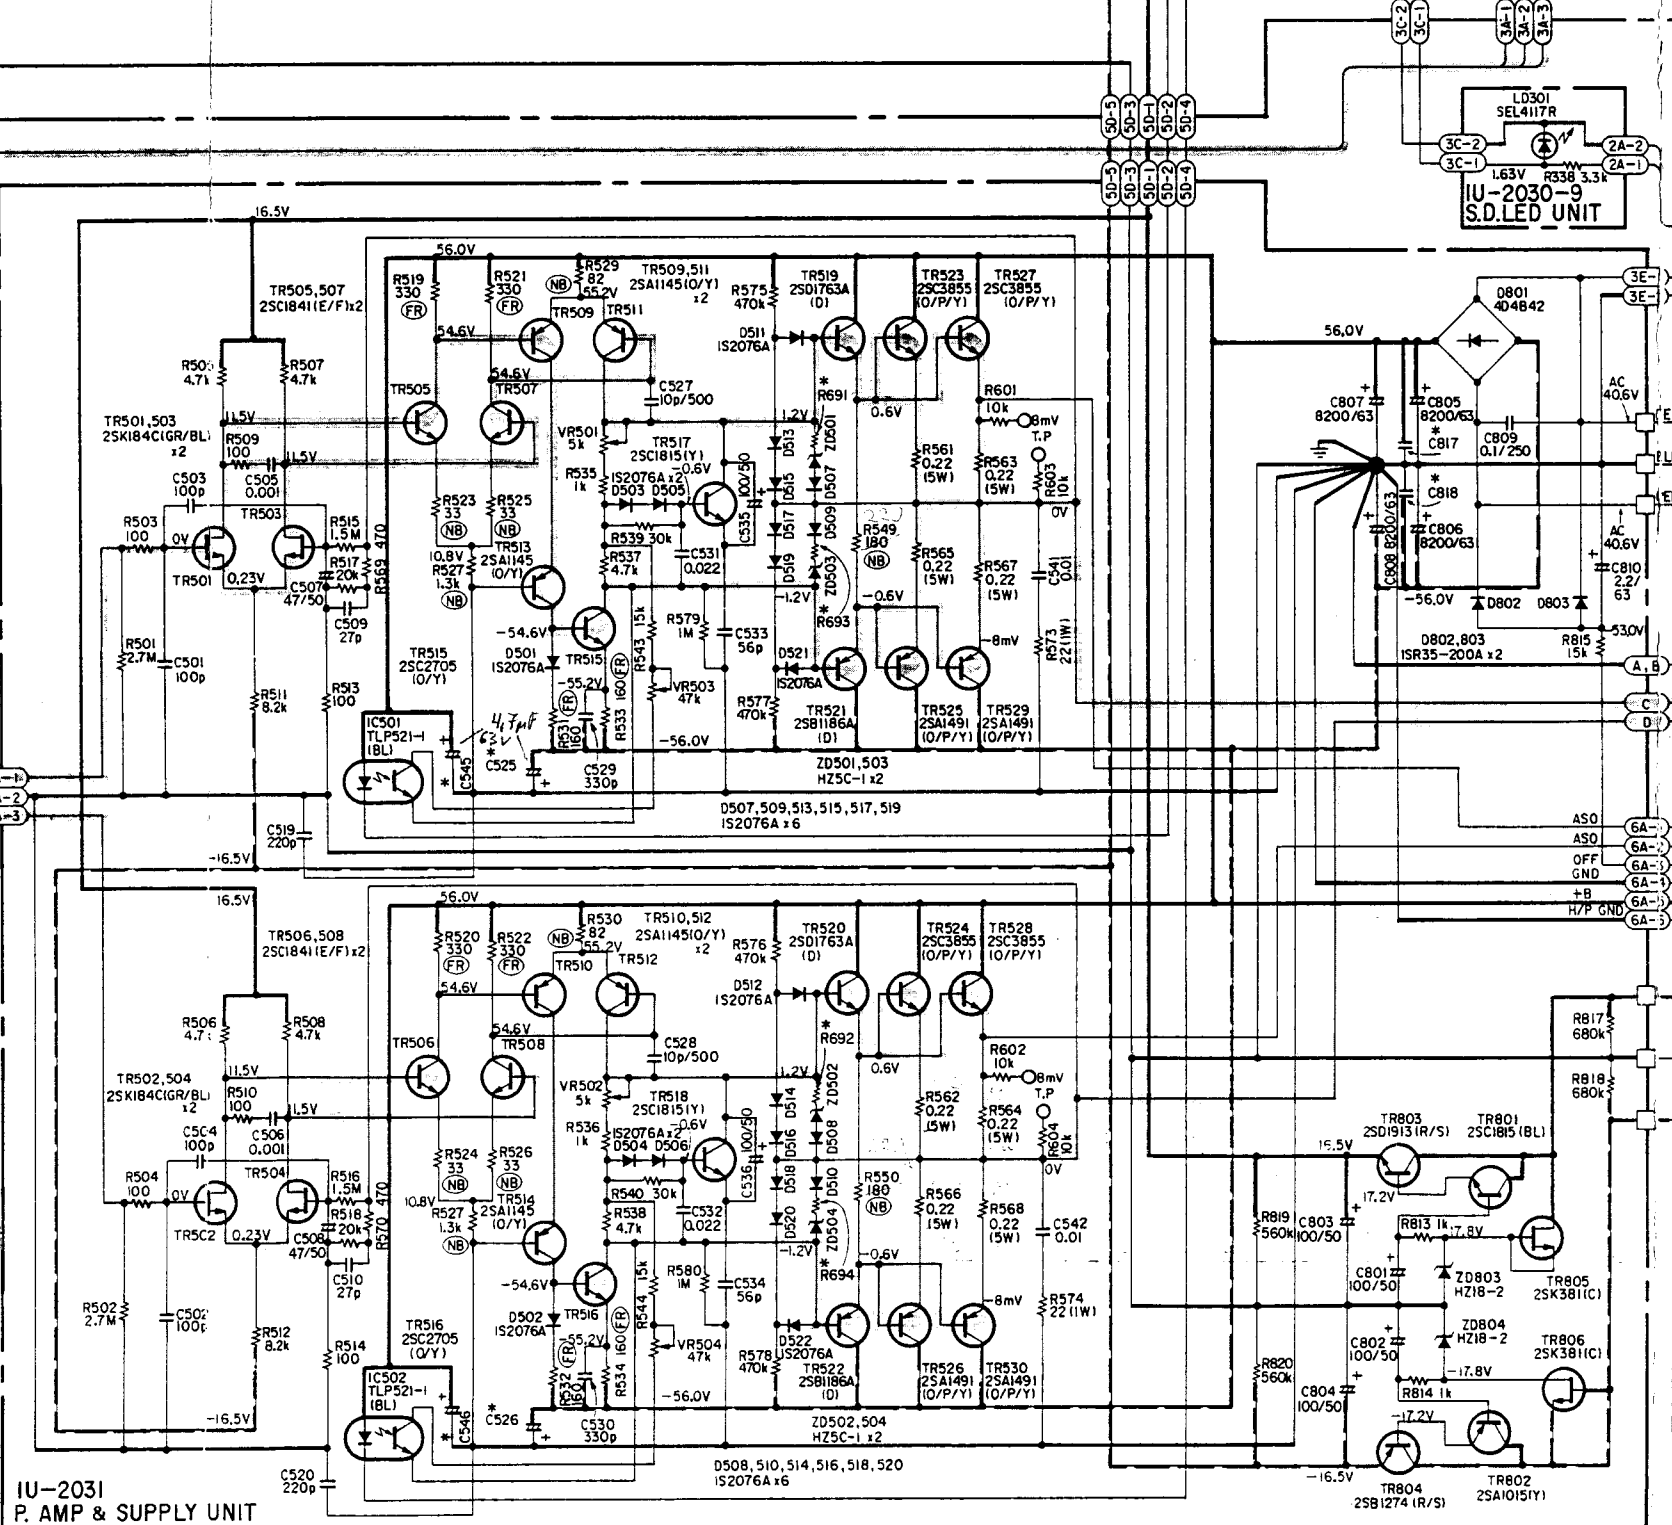 3C-2
3C-1
3A-1
3A-2
3A-3
5D-5
5D-3
5D-1
5D-2
5D-4
LD301
SEL4117R
3C-2
2A-2
3C-1
2A-1
1.63V
R338 3.3k
IU-2030-9
S.D.LED UNIT
5D-5
5D-3
5D-1
5D-2
5D-4
16.5V
56.0V
TR505,507
2SC1841(E/F)x2
R519
330
FR
R521
330
FR
NB
R529
82
55.2V
TR509,511
2SA1145(O/Y)
x2
R575
470k
TR519
2SD1763A
(D)
TR523
2SC3855
(O/P/Y)
TR527
2SC3855
(O/P/Y)
3E-
3E-
D801
4D4842
56.0V
TR509
TR511
54.6V
D511
1S2076A
4.7k
R507
4.7k
54.6V
TR505
TR507
C527
10p/500
*
R691
R601
10k
8mV
T.P
0.6V
C807
8200/63
C805
8200/63
*
C817
C809
0.1/250
AC
40.6V
TR501,503
2SK184C(GR/BL)
x2
11.5V
R509
100
11.5V
C505
0.001
C503
100p
VR501
5k
TR517
2SC1815(Y)
-0.6V
1.2V
D513
ZD501
R561
0.22
(5W)
R563
0.22
(5W)
R603
10k
R535
1k
1S2076A x2
D503 D505
100/50
C535
D515
D507
0V
*
C818
R523
33
NB
R525
33
NB
R539 30k
D517
D509
R549
180
NB
R503
100
0V
TR503
R515
1.5M
R517
20k
470
R569
TR501
0.23V
C507
47/50
C509
27p
10.8V
R527
1.3k
NB
TR513
2SA1145
(O/Y)
R537
4.7k
C531
0.022
D519
ZD503
-1.2V
*
R693
R565
0.22
(5W)
R567
0.22
(5W)
C541
0.01
C808 8200/63
C806
8200/63
AC
40.6V
C810
2.2/
63
-56.0V
D802
D803
-53.0V
R815
15k
D802,803
1SR35-200A x2
R501
2.7M
C501
100p
R511
8.2k
R513
100
TR515
2SC2705
(O/Y)
-54.6V
D501
1S2076A
TR515
R543 15k
R579
1M
C533
56p
-0.6V
-8mV
R573
22(1W)
D521
1S2076A
-55.2V
FR
R531
160
FR
R533 160
VR503
47k
R577
470k
TR521
2SB1186A
(D)
TR525
2SA1491
(O/P/Y)
TR529
2SA1491
(O/P/Y)
A,B
C
D
IC501
TLP521-1
(BL)
4,7µF
63V
*
C525
-56.0V
* C545
C529
330p
ZD501,503
HZ5C-1 x2
D507,509,513,515,517,519
1S2076A x6
C519
220p
-16.5V
ASO
ASO
OFF
GND
+B
H/P GND
16.5V
56.0V
TR506,508
2SC1841(E/F)x2
R520
330
FR
R522
330
FR
NB
R530
82
55.2V
TR510,512
2SA1145(O/Y)
x2
R576
470k
TR520
2SD1763A
(D)
TR524
2SC3855
(O/P/Y)
TR528
2SC3855
(O/P/Y)
TR510
TR512
54.6V
D512
1S2076A
R506
R508
4.7k
54.6V
TR506
TR508
C528
10p/500
*
R692
R602
10k
8mV
T.P
0.6V
R817
680k
R818
680k
TR502,504
2SK184C(GR/BL)
x2
11.5V
R510
100
C506
0.001
100p
VR502
5k
TR518
2SC1815(Y)
-0.6V
1.2V
D514
ZD502
R562
0.22
(5W)
R564
0.22
(5W)
R604
10k
R536
1k
1S2076A x2
D504 D506
100/50
C536
D516
D508
0V
TR803
2SD1913(R/S)
TR801
2SC1815(BL)
16.5V
17.2V
R504
100
0V
TR504
R516
1.5M
R518
20k
470
R570
0.23V
C508
47/50
C510
27p
R524
33
NB
R526
33
NB
10.8V
R527
1.3k
NB
TR514
2SA1145
(O/Y)
R540
30k
R538
4.7k
C532
0.022
D518
D510
D520
ZD504
-1.2V
*
R694
R550
180
NB
R566
0.22
(5W)
R568
0.22
(5W)
C542
0.01
R819
560k
C803
100/50
R813 1k
17.8V
C801
100/50
ZD803
HZ18-2
TR805
2SK381(C)
R502
2.7M
C502
R512
8.2k
R514
100
TR516
2SC2705
(O/Y)
-54.6V
D502
1S2076A
TR516
R544 15k
R580
1M
C534
56p
-0.6V
-8mV
R574
22(1W)
D522
1S2076A
-55.2V
FR
R532
160
FR
R534 160
VR504
47k
R578
470k
TR522
2SB1186A
(D)
TR526
2SA1491
(O/P/Y)
TR530
2SA1491
(O/P/Y)
C802
100/50
ZD804
HZ18-2
TR806
2SK381(C)
R820
560k
C804
100/50
-17.8V
R814 1k
-17.2V
IC502
TLP521-1
(BL)
-16.5V
*
C526
-56.0V
* C546
C530
330p
ZD502,504
HZ5C-1 x2
D508,510,514,516,518,520
1S2076A x6
C520
220p
-16.5V
TR804
2SB1274(R/S)
TR802
2SA1015(Y)
IU-2031
P. AMP & SUPPLY UNIT